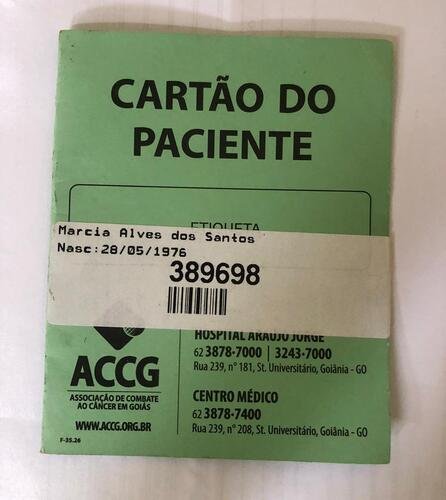 CARTÃO DO
PACIENTE
ETIQUETA
Marcia Alves dos Santos
Nasc:28/05/1976
389698
HOSPITAL ARAÚJO JORGE
62 3878-7000 | 3243-7000
Rua 239, n° 181, St. Universitário, Goiânia - GO
ACCG
ASSOCIAÇÃO DE COMBATE
AO CÂNCER EM GOIÁS
WWW.ACCG.ORG.BR
CENTRO MÉDICO
62 3878-7400
Rua 239, n° 208, St. Universitário, Goiânia - GO
F-35.26